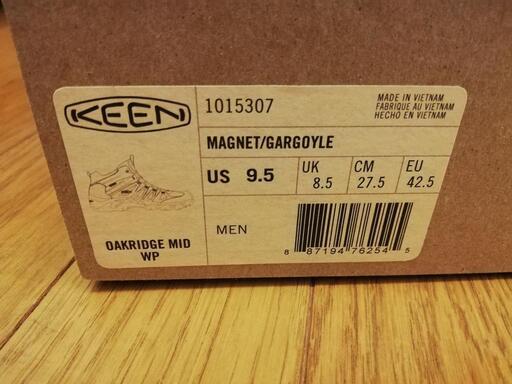 KEEN
OAKRIDGE MID
WP
1015307
MADE IN VIETNAM
FABRIQUE AU VIETNAM
HECHO EN VIETNAM
MAGNET/GARGOYLE
US 9.5
UK 8.5
CM 27.5
EU 42.5
MEN
8 87194 76254 5